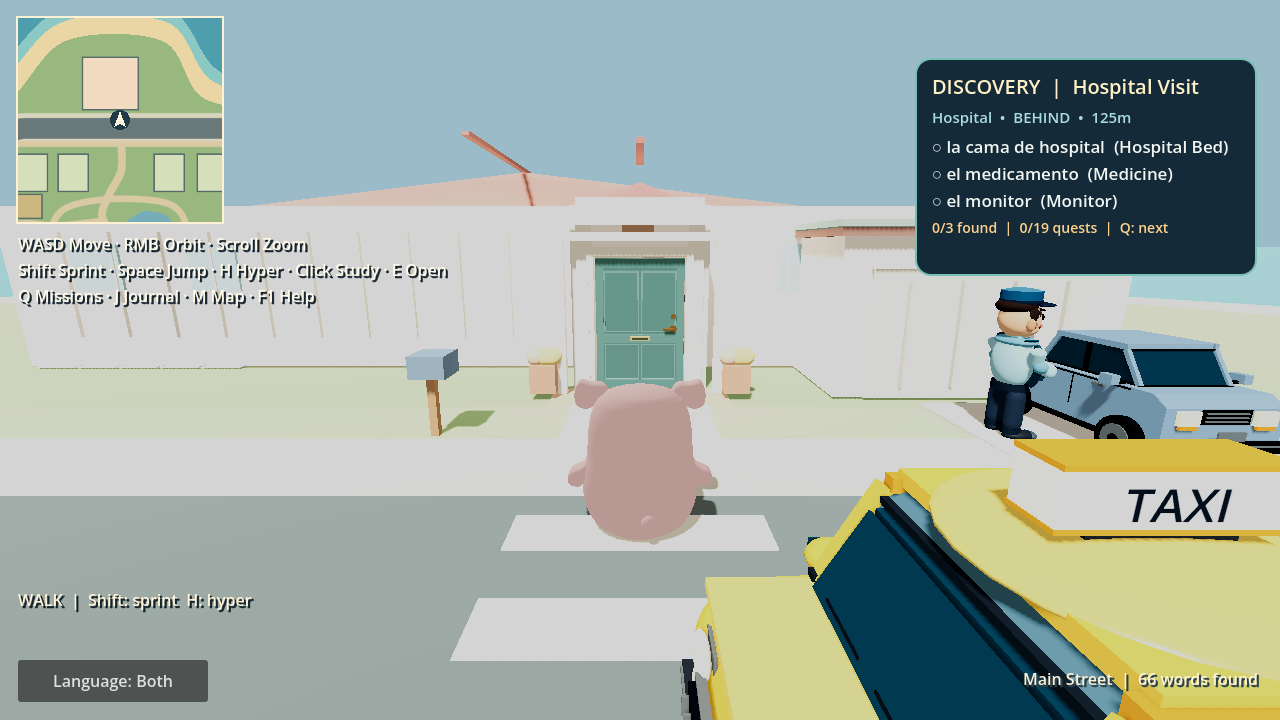 DISCOVERY | Hospital Visit
Hospital • BEHIND • 125m
○ la cama de hospital (Hospital Bed)
○ el medicamento (Medicine)
○ el monitor (Monitor)
0/3 found | 0/19 quests | Q: next
WASD Move · RMB Orbit · Scroll Zoom
Shift Sprint · Space Jump · H Hyper · Click Study · E Open
Q Missions · J Journal · M Map · F1 Help
TAXI
WALK | Shift: sprint H: hyper
Language: Both
Main Street | 66 words found